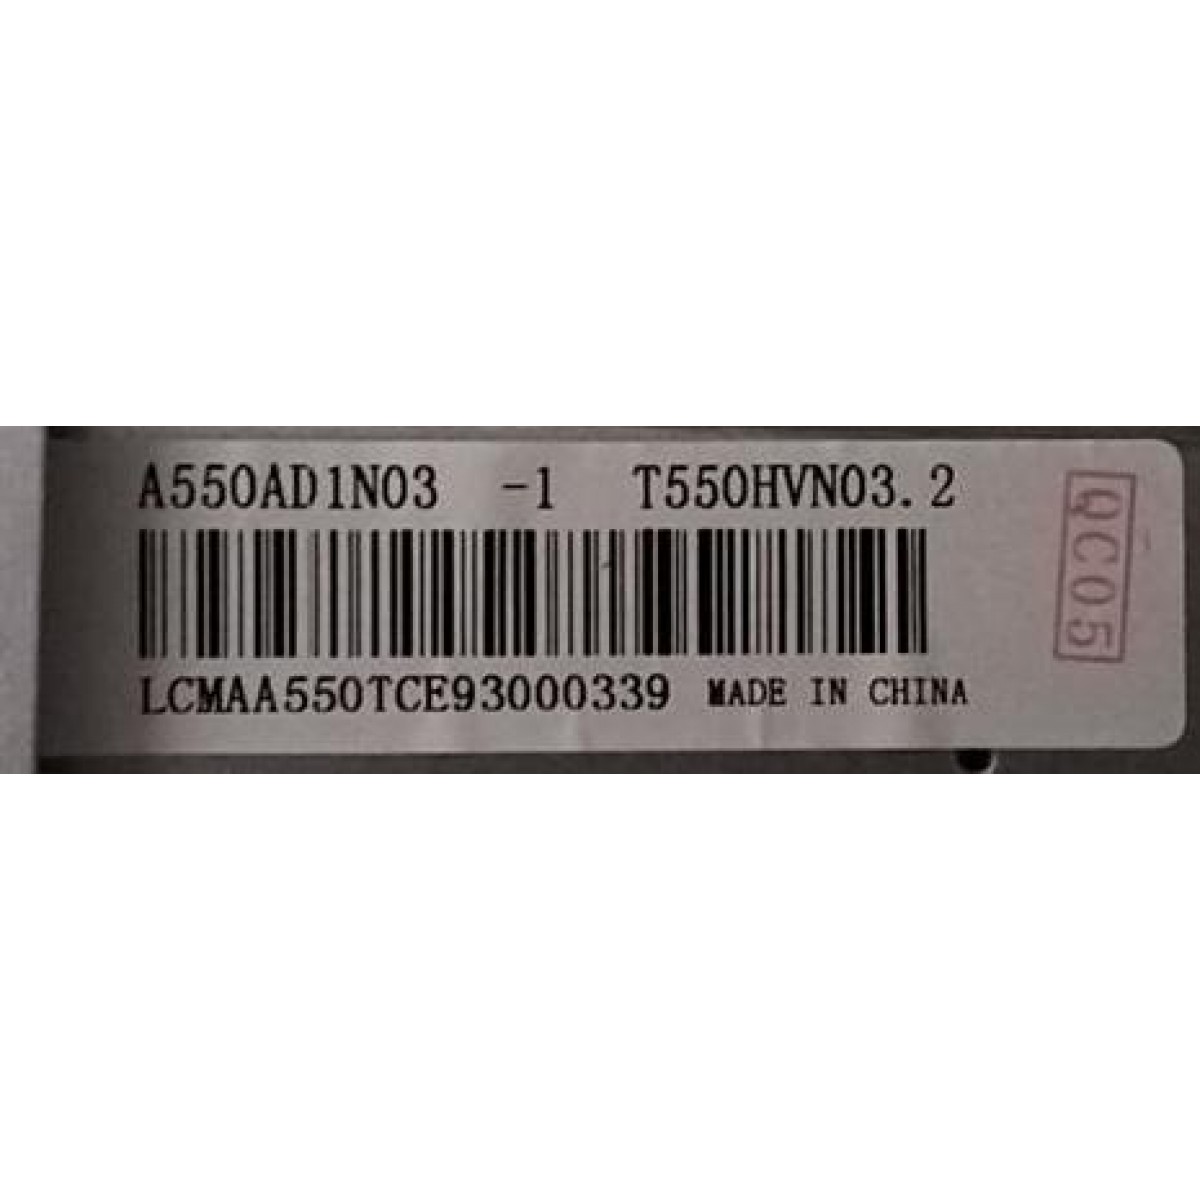 A550AD1N03 -1 T550HVN03.2
LCMAA550TCE93000339 MADE IN CHINA
QC05